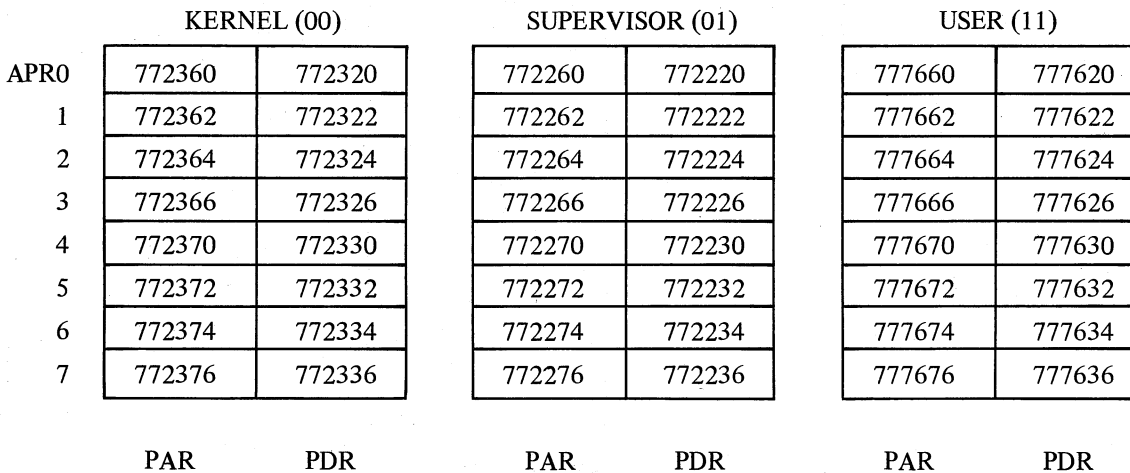 KERNEL (00) SUPERVISOR (01) USER (11)
APR0 772360 772320 772260 772220 777660 777620
1 772362 772322 772262 772222 777662 777622
2 772364 772324 772264 772224 777664 777624
3 772366 772326 772266 772226 777666 777626
4 772370 772330 772270 772230 777670 777630
5 772372 772332 772272 772232 777672 777632
6 772374 772334 772274 772234 777674 777634
7 772376 772336 772276 772236 777676 777636
PAR PDR PAR PDR PAR PDR